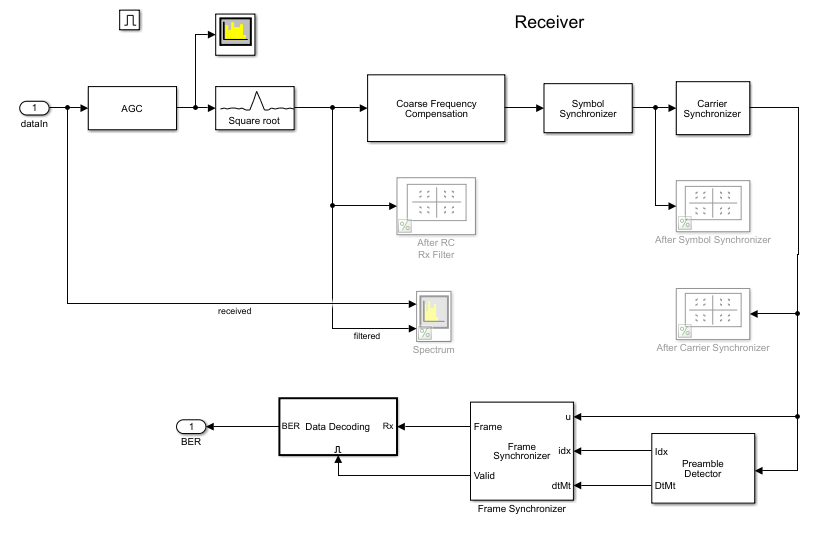 Receiver
1
dataIn
AGC
Square root
Coarse Frequency
Compensation
Symbol
Synchronizer
Carrier
Synchronizer
After RC
Rx Filter
After Symbol Synchronizer
received
filtered
Spectrum
After Carrier Synchronizer
1
BER
BER
Data Decoding
Rx
Frame
Valid
Frame
Synchronizer
u
idx
dtMt
Frame Synchronizer
Idx
DtMt
Preamble
Detector